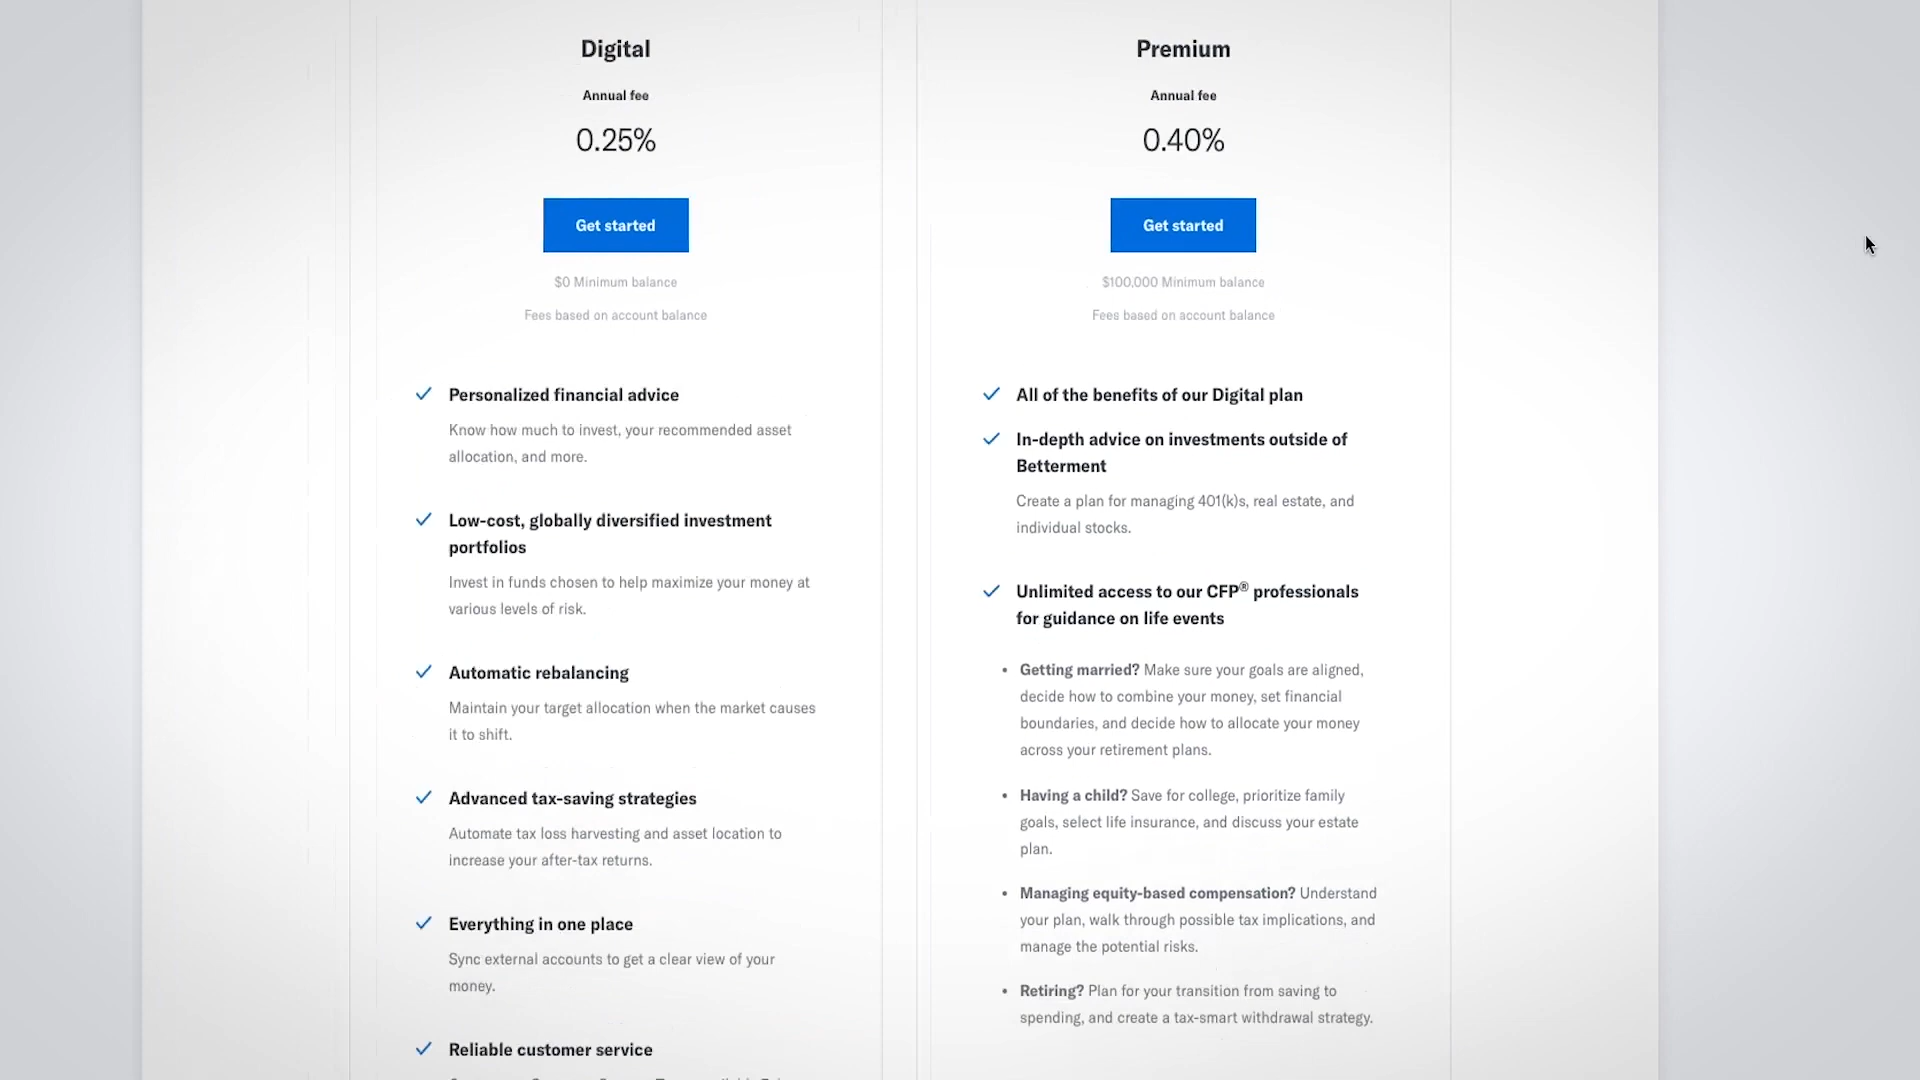 Digital
Annual fee
0.25%
Get started
$0 Minimum balance
Fees based on account balance
Personalized financial advice
Know how much to invest, your recommended asset
allocation, and more.
Low-cost, globally diversified investment
portfolios
Invest in funds chosen to help maximize your money at
various levels of risk.
Automatic rebalancing
Maintain your target allocation when the market causes
it to shift.
Advanced tax-saving strategies
Automate tax loss harvesting and asset location to
increase your after-tax returns.
Everything in one place
Sync external accounts to get a clear view of your
money.
Reliable customer service
Premium
Annual fee
0.40%
Get started
$100,000 Minimum balance
Fees based on account balance
All of the benefits of our Digital plan
In-depth advice on investments outside of
Betterment
Create a plan for managing 401(k)s, real estate, and
individual stocks.
Unlimited access to our CFP® professionals
for guidance on life events
• Getting married? Make sure your goals are aligned,
decide how to combine your money, set financial
boundaries, and decide how to allocate your money
across your retirement plans.
• Having a child? Save for college, prioritize family
goals, select life insurance, and discuss your estate
plan.
• Managing equity-based compensation? Understand
your plan, walk through possible tax implications, and
manage the potential risks.
• Retiring? Plan for your transition from saving to
spending, and create a tax-smart withdrawal strategy.